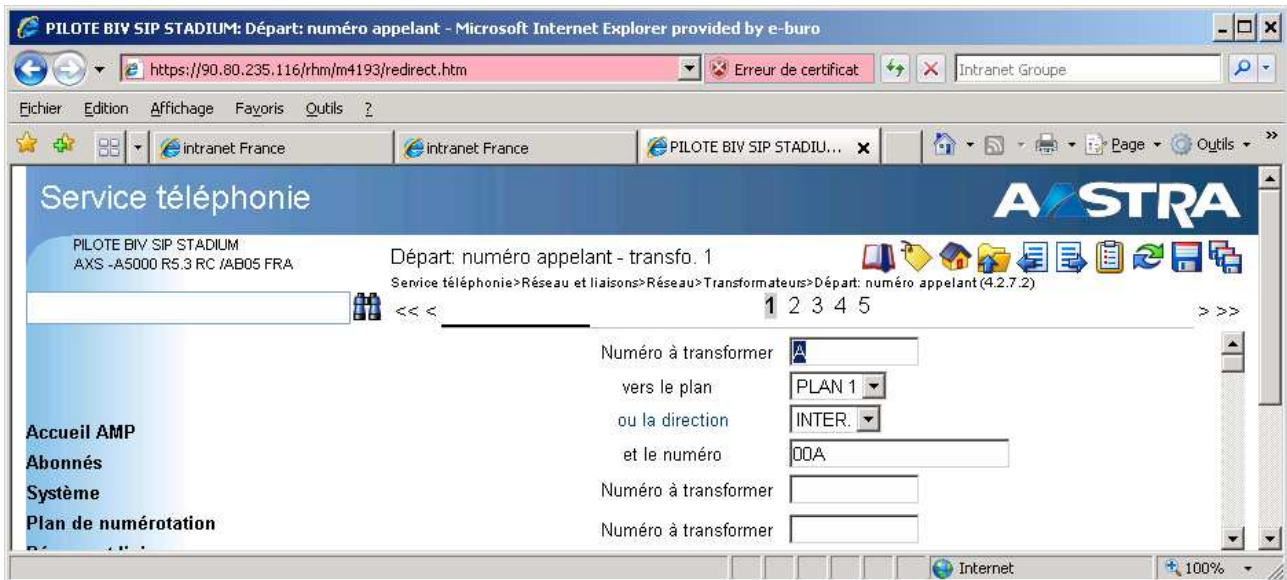 PILOTE BIV SIP STADIUM: Départ: numéro appelant - Microsoft Internet Explorer provided by e-buro
https://90.80.235.116/rhm/m4193/redirect.htm
Erreur de certificat
Intranet Groupe
Fichier Edition Affichage Favoris Outils ?
intranet France
intranet France
PILOTE BIV SIP STADIU...
Page
Outils
»
Service téléphonie
AASTRA
PILOTE BIV SIP STADIUM
AXS -A5000 R5.3 RC /AB05 FRA
Départ: numéro appelant - transfo. 1
Service téléphonie>Réseau et liaisons>Réseau>Transformateurs>Départ: numéro appelant (4.2.7.2)
<< <
1 2 3 4 5
> >>
Numéro à transformer A
vers le plan PLAN 1
ou la direction INTER.
et le numéro 00A
Numéro à transformer
Numéro à transformer
Accueil AMP
Abonnés
Système
Plan de numérotation
Internet
100%